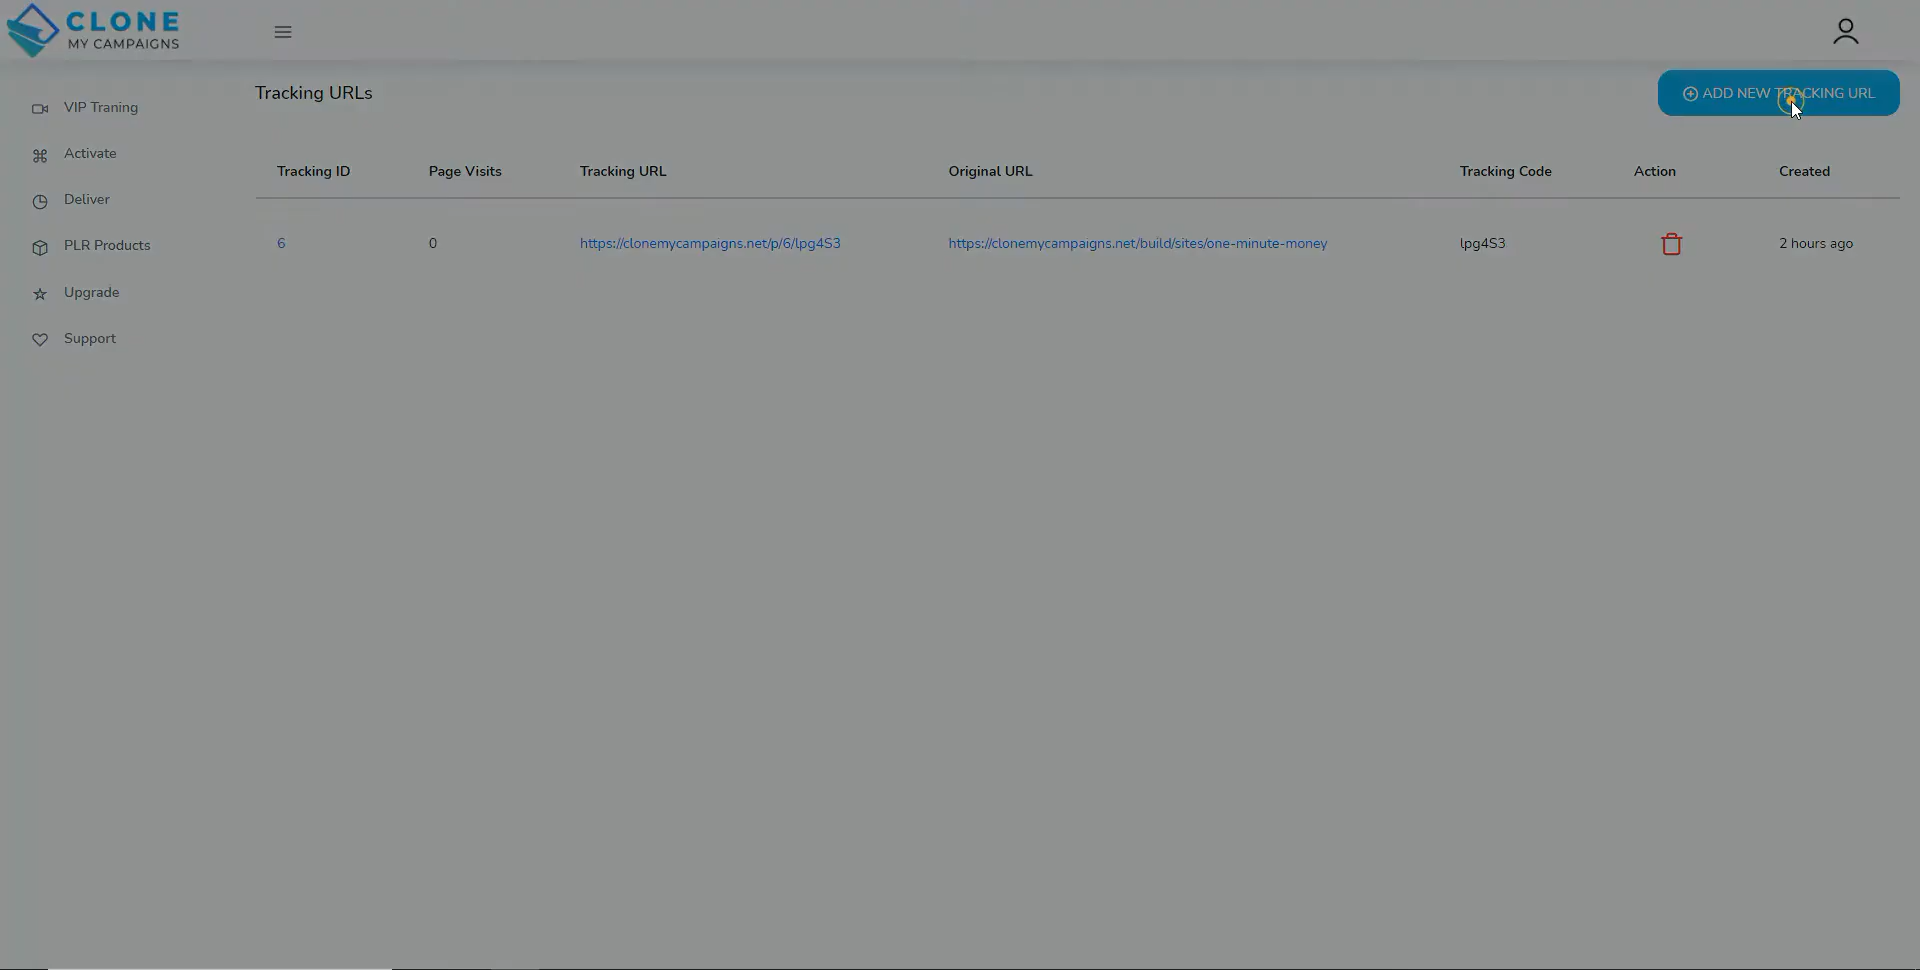 CLONE
MY CAMPAIGNS
Tracking URLs
ADD NEW TRACKING URL
VIP Traning
Activate
Deliver
PLR Products
Upgrade
Support
Tracking ID Page Visits Tracking URL Original URL Tracking Code Action Created
6 0 https://clonemycampaigns.net/p/6/lpg4S3 https://clonemycampaigns.net/build/sites/one-minute-money lpg4S3 2 hours ago